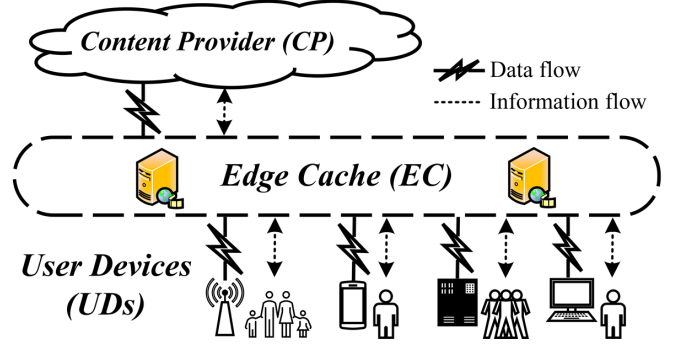 Content Provider (CP)
Data flow
Information flow
Edge Cache (EC)
User Devices
(UDs)